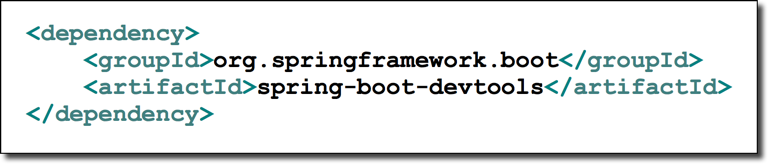 <dependency>
    <groupId>org.springframework.boot</groupId>
    <artifactId>spring-boot-devtools</artifactId>
</dependency>